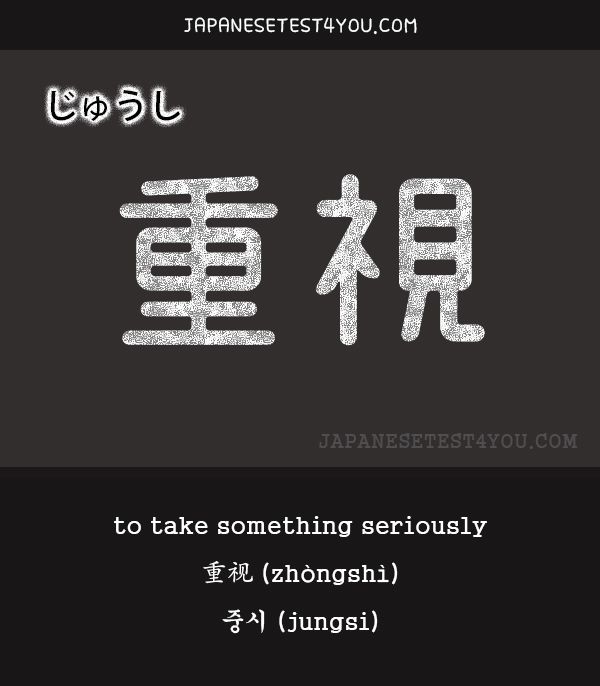 JAPANESETEST4YOU.COM
じゅうし
重視
JAPANESETEST4YOU.COM
to take something seriously
重视 (zhòngshì)
중시 (jungsi)